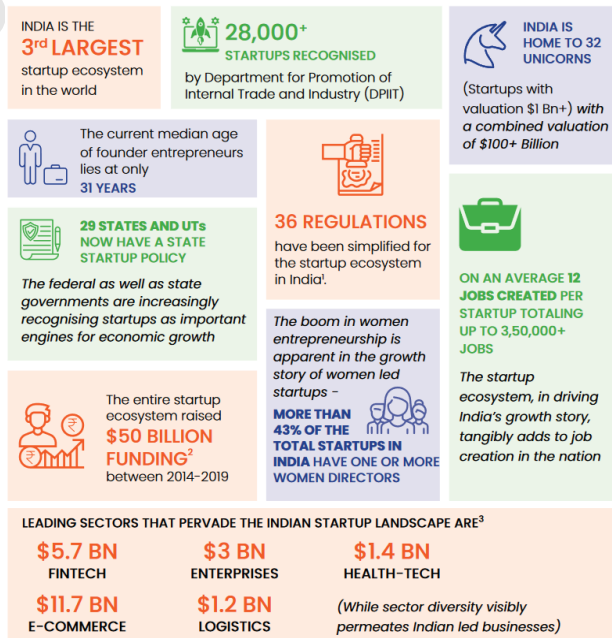 INDIA IS THE
3rd LARGEST
startup ecosystem
in the world
28,000+
STARTUPS RECOGNISED
by Department for Promotion of
Internal Trade and Industry (DPIIT)
INDIA IS
HOME TO 32
UNICORNS
(Startups with
valuation $1 Bn+) with
a combined valuation
of $100+ Billion
The current median age
of founder entrepreneurs
lies at only
31 YEARS
36 REGULATIONS
have been simplified for
the startup ecosystem
in India¹.
29 STATES AND UTs
NOW HAVE A STATE
STARTUP POLICY
The federal as well as state
governments are increasingly
recognising startups as important
engines for economic growth
ON AN AVERAGE 12
JOBS CREATED PER
STARTUP TOTALING
UP TO 3,50,000+
JOBS
The startup
ecosystem, in driving
India's growth story,
tangibly adds to job
creation in the nation
The boom in women
entrepreneurship is
apparent in the growth
story of women led
startups -
MORE THAN
43% OF THE
TOTAL STARTUPS IN
INDIA HAVE ONE OR MORE
WOMEN DIRECTORS
The entire startup
ecosystem raised
$50 BILLION
FUNDING²
between 2014-2019
LEADING SECTORS THAT PERVADE THE INDIAN STARTUP LANDSCAPE ARE³
$5.7 BN
FINTECH
$3 BN
ENTERPRISES
$1.4 BN
HEALTH-TECH
$11.7 BN
E-COMMERCE
$1.2 BN
LOGISTICS
(While sector diversity visibly
permeates Indian led businesses)